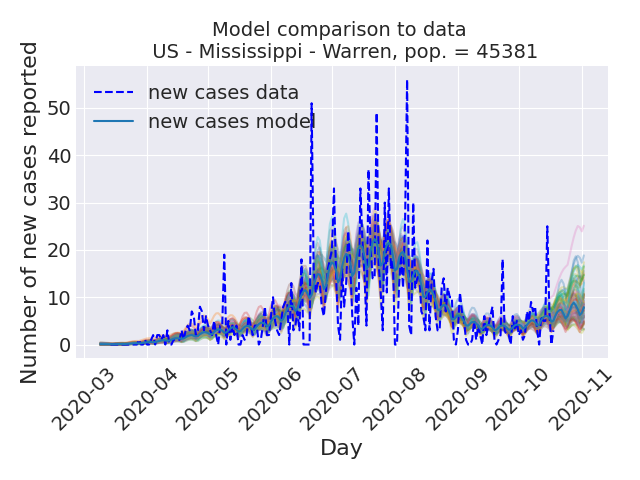 Model comparison to data
US - Mississippi - Warren, pop. = 45381
Number of new cases reported
new cases data
new cases model
50
40
30
20
10
0
2020-03
2020-04
2020-05
2020-06
2020-07
2020-08
2020-09
2020-10
2020-11
Day